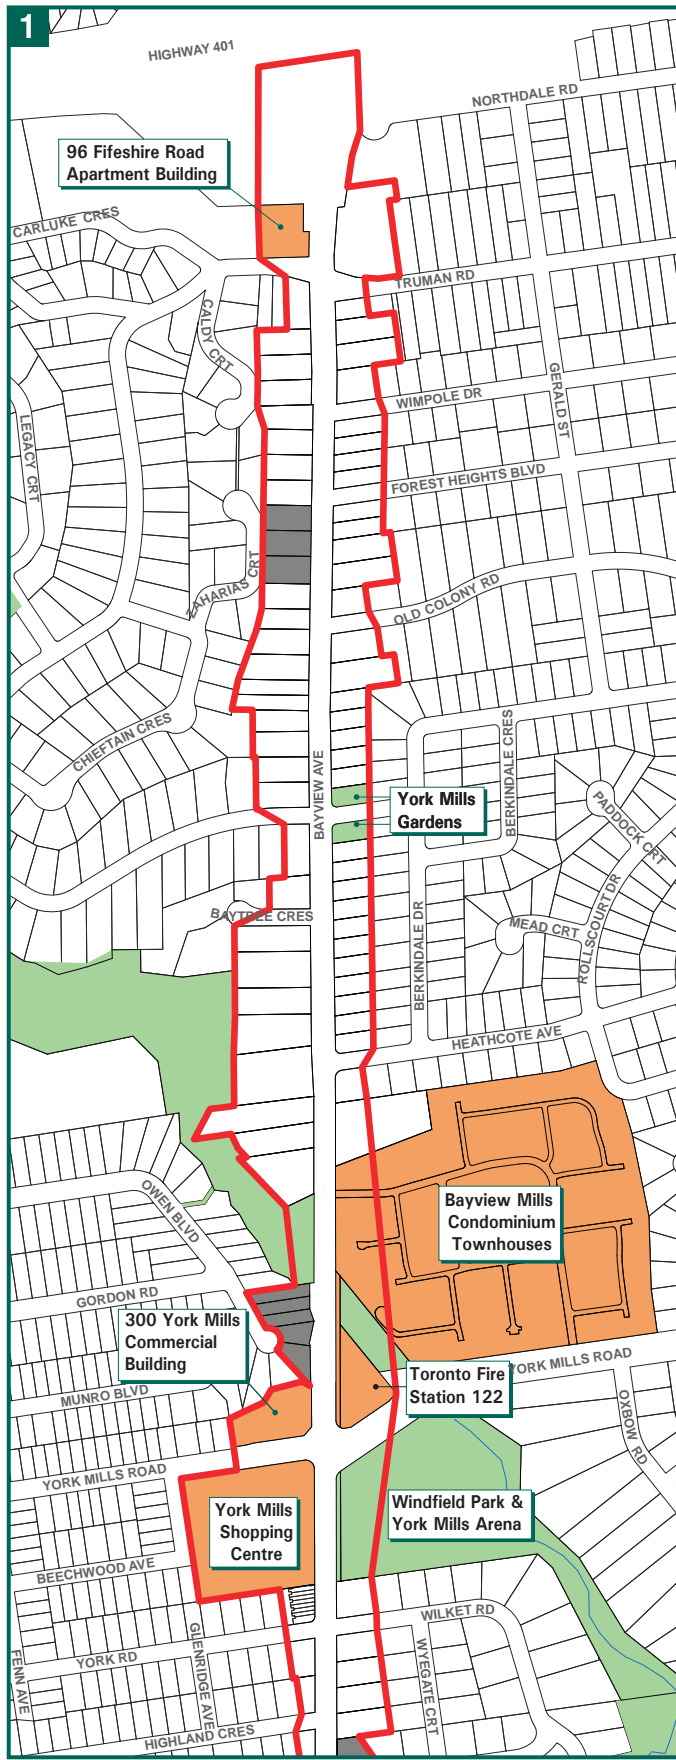 1
HIGHWAY 401
NORTHDALE RD
96 Fifeshire Road
Apartment Building
CARLUKE CRES
TRUMAN RD
CALDY CRT
WIMPOLE DR
GERALD ST
LEGACY CRT
FOREST HEIGHTS BLVD
ZAHARIAS CRT
OLD COLONY RD
CHIEFTAIN CRES
BAYVIEW AVE
BERKINDALE CRES
York Mills
Gardens
PADDOCK CRT
BAYTREE CRES
BERKINDALE DR
MEAD CRT
ROLLSCOURT DR
HEATHCOTE AVE
OWEN BLVD
Bayview Mills
Condominium
Townhouses
GORDON RD
300 York Mills
Commercial
Building
YORK MILLS ROAD
Toronto Fire
Station 122
MUNRO BLVD
OXBOW RD
YORK MILLS ROAD
York Mills
Shopping
Centre
Windfield Park &
York Mills Arena
BEECHWOOD AVE
WILKET RD
FENN AVE
YORK RD
GLENRIDGE AVE
WYEGATE CRT
HIGHLAND CRES